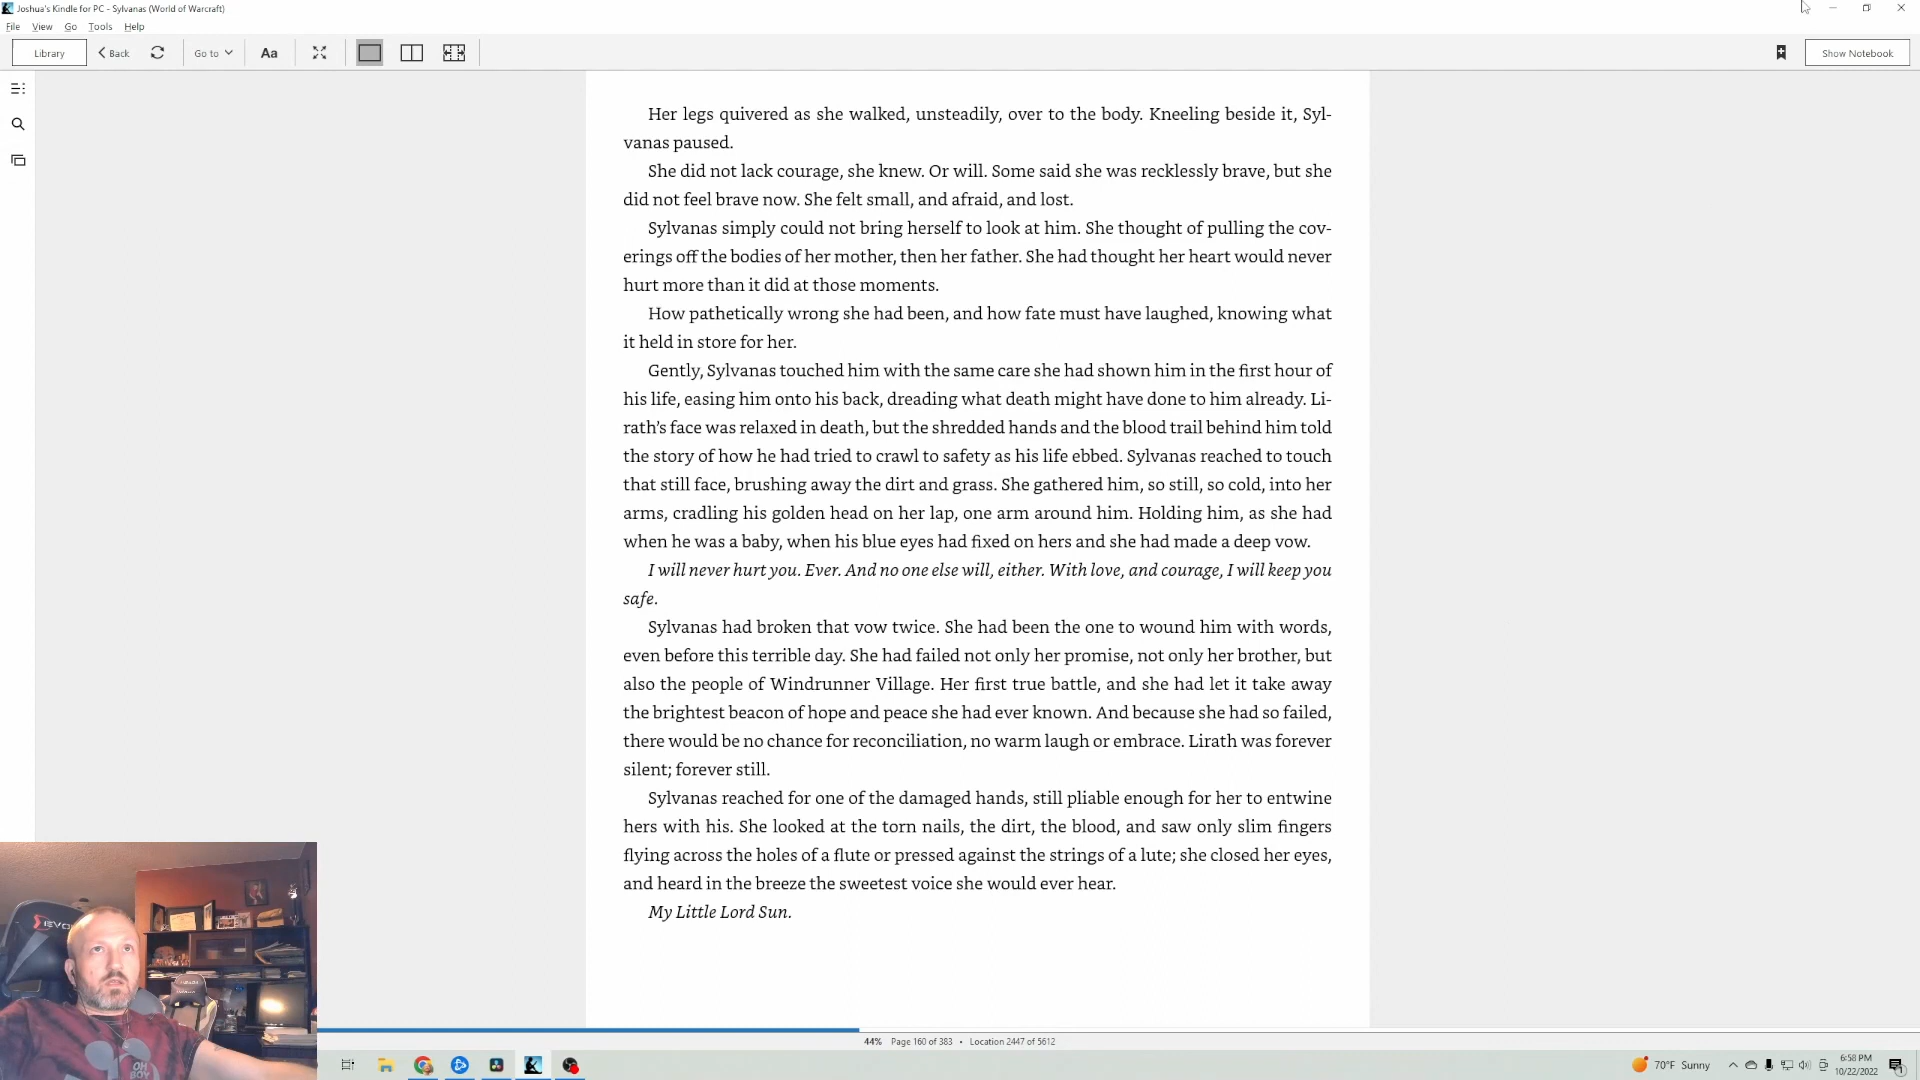 Joshua's Kindle for PC - Sylvanas (World of Warcraft)
File View Go Tools Help
Library Back Go to Aa Show Notebook
Her legs quivered as she walked, unsteadily, over to the body. Kneeling beside it, Syl-
vanas paused.
She did not lack courage, she knew. Or will. Some said she was recklessly brave, but she
did not feel brave now. She felt small, and afraid, and lost.
Sylvanas simply could not bring herself to look at him. She thought of pulling the cov-
erings off the bodies of her mother, then her father. She had thought her heart would never
hurt more than it did at those moments.
How pathetically wrong she had been, and how fate must have laughed, knowing what
it held in store for her.
Gently, Sylvanas touched him with the same care she had shown him in the first hour of
his life, easing him onto his back, dreading what death might have done to him already. Li-
rath's face was relaxed in death, but the shredded hands and the blood trail behind him told
the story of how he had tried to crawl to safety as his life ebbed. Sylvanas reached to touch
that still face, brushing away the dirt and grass. She gathered him, so still, so cold, into her
arms, cradling his golden head on her lap, one arm around him. Holding him, as she had
when he was a baby, when his blue eyes had fixed on hers and she had made a deep vow.
I will never hurt you. Ever. And no one else will, either. With love, and courage, I will keep you
safe.
Sylvanas had broken that vow twice. She had been the one to wound him with words,
even before this terrible day. She had failed not only her promise, not only her brother, but
also the people of Windrunner Village. Her first true battle, and she had let it take away
the brightest beacon of hope and peace she had ever known. And because she had so failed,
there would be no chance for reconciliation, no warm laugh or embrace. Lirath was forever
silent; forever still.
Sylvanas reached for one of the damaged hands, still pliable enough for her to entwine
hers with his. She looked at the torn nails, the dirt, the blood, and saw only slim fingers
flying across the holes of a flute or pressed against the strings of a lute; she closed her eyes,
and heard in the breeze the sweetest voice she would ever hear.
My Little Lord Sun.
44% Page 160 of 383 • Location 2447 of 5612
OH BOY
70°F Sunny
6:58 PM
10/22/2022